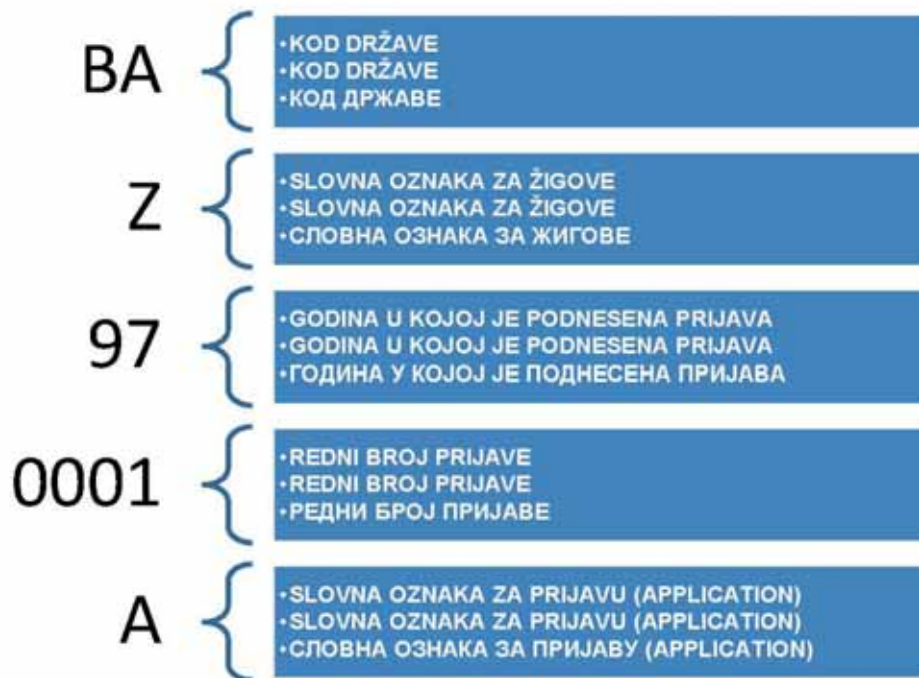 BA
•KOD DRŽAVE
•KOD DRŽAVE
•КОД ДРЖАВЕ
Z
•SLOVNA OZNAKA ZA ŽIGOVE
•SLOVNA OZNAKA ZA ŽIGOVE
•СЛОВНА ОЗНАКА ЗА ЖИГОВЕ
97
•GODINA U KOJOJ JE PODNESENA PRIJAVA
•GODINA U KOJOJ JE PODNESENA PRIJAVA
•ГОДИНА У КОЈОЈ ЈЕ ПОДНЕСЕНА ПРИЈАВА
0001
•REDNI BROJ PRIJAVE
•REDNI BROJ PRIJAVE
•РЕДНИ БРОЈ ПРИЈАВЕ
A
•SLOVNA OZNAKA ZA PRIJAVU (APPLICATION)
•SLOVNA OZNAKA ZA PRIJAVU (APPLICATION)
•СЛОВНА ОЗНАКА ЗА ПРИЈАВУ (APPLICATION)